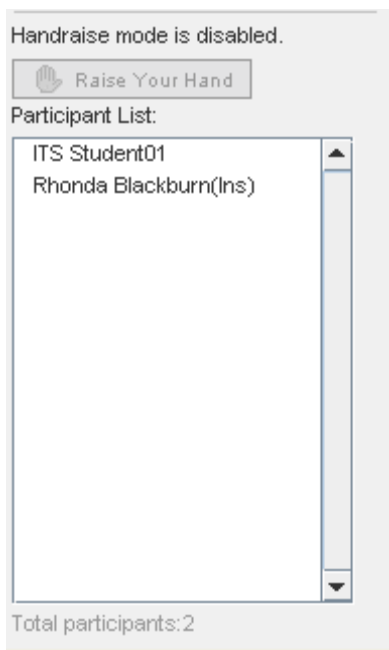 Handraise mode is disabled.
Raise Your Hand
Participant List:
ITS Student01
Rhonda Blackburn(Ins)
Total participants:2